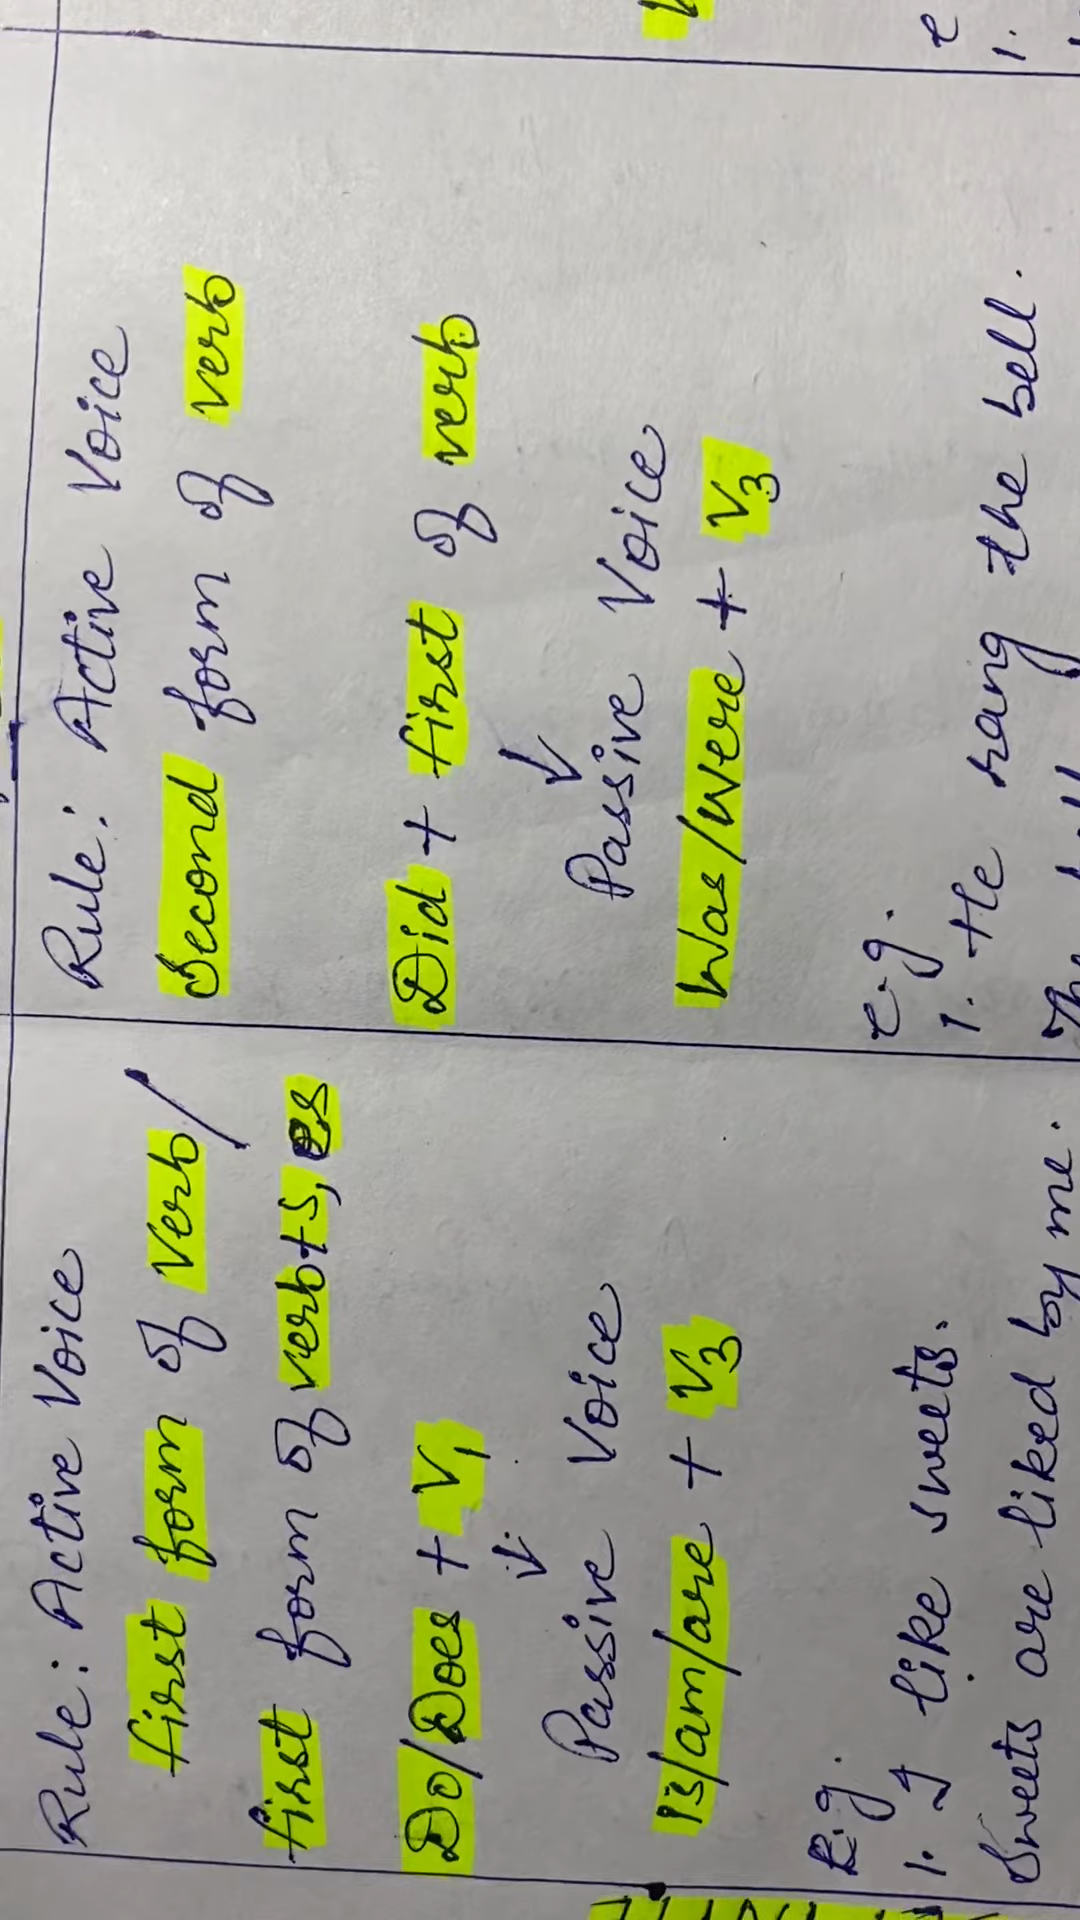 Rule: Active Voice
first form of Verb/
first form of verb+s, es
Do/Does + V1
↓
Passive Voice
is/am/are + V3
E.g.
1. I like sweets.
Sweets are liked by me.
Rule: Active Voice
Second form of verb
Did + first of verb
↓
Passive Voice
Was/Were + V3
e.g.
1. He rang the bell.
The
1.